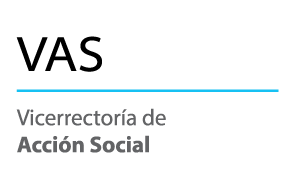 VAS
Vicerrectoría de
Acción Social